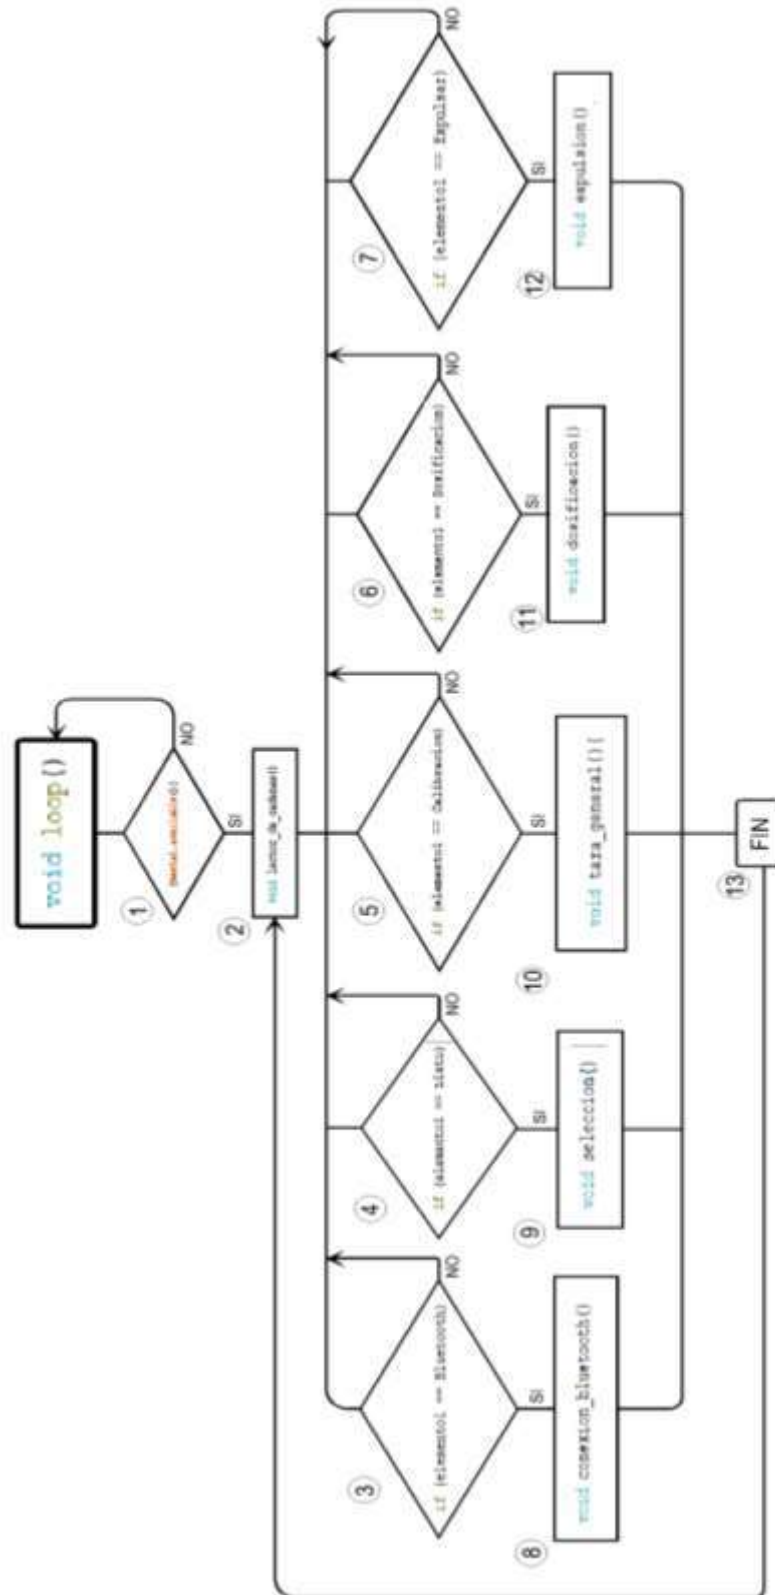 void loop()
1
NO
SI
2
void lector_de_cadenas()
3
if (elemento1 == Bluetooth)
NO
SI
4
if (elemento1 == Listo)
NO
SI
5
if (elemento1 == Calibracion)
NO
SI
6
if (elemento1 == Dosificacion)
NO
SI
7
if (elemento1 == Expulsar)
NO
SI
8
void conexion_bluetooth()
9
void seleccion()
10
void tara_general(){
11
void dosificacion()
12
void expulsion()
13
FIN